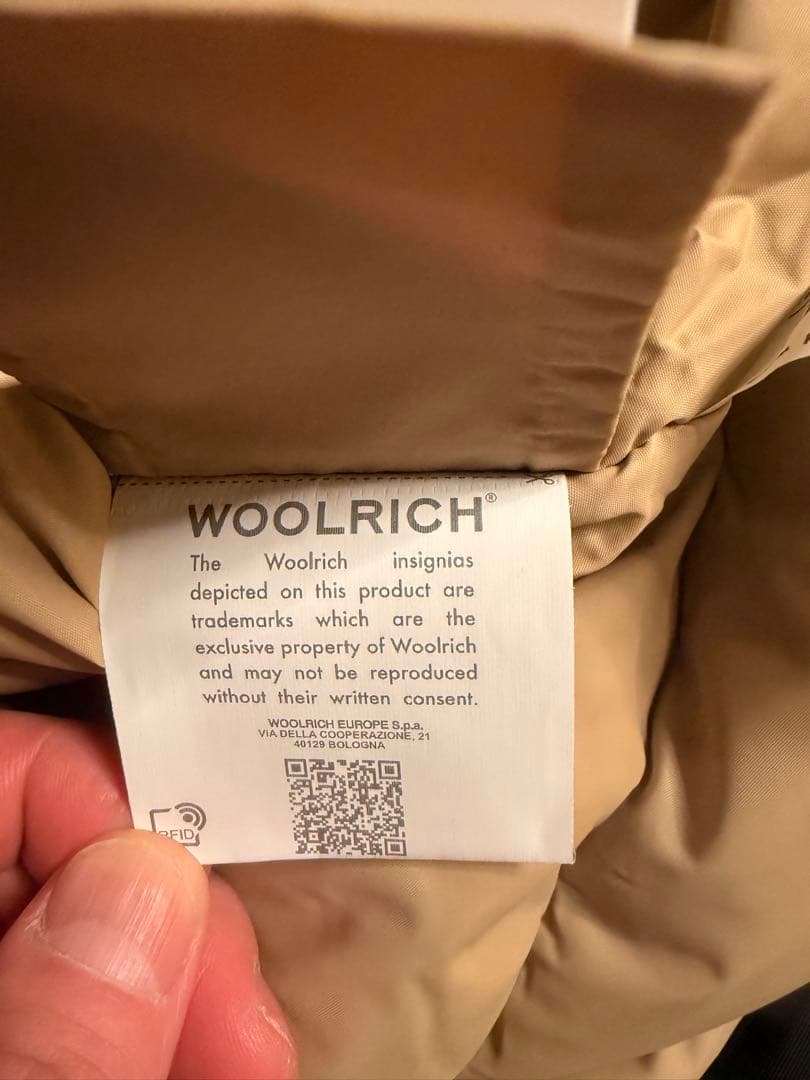 WOOLRICH®
The Woolrich insignias
depicted on this product are
trademarks which are the
exclusive property of Woolrich
and may not be reproduced
without their written consent.
WOOLRICH EUROPE S.p.a.
VIA DELLA COOPERAZIONE, 21
40129 BOLOGNA
RFID